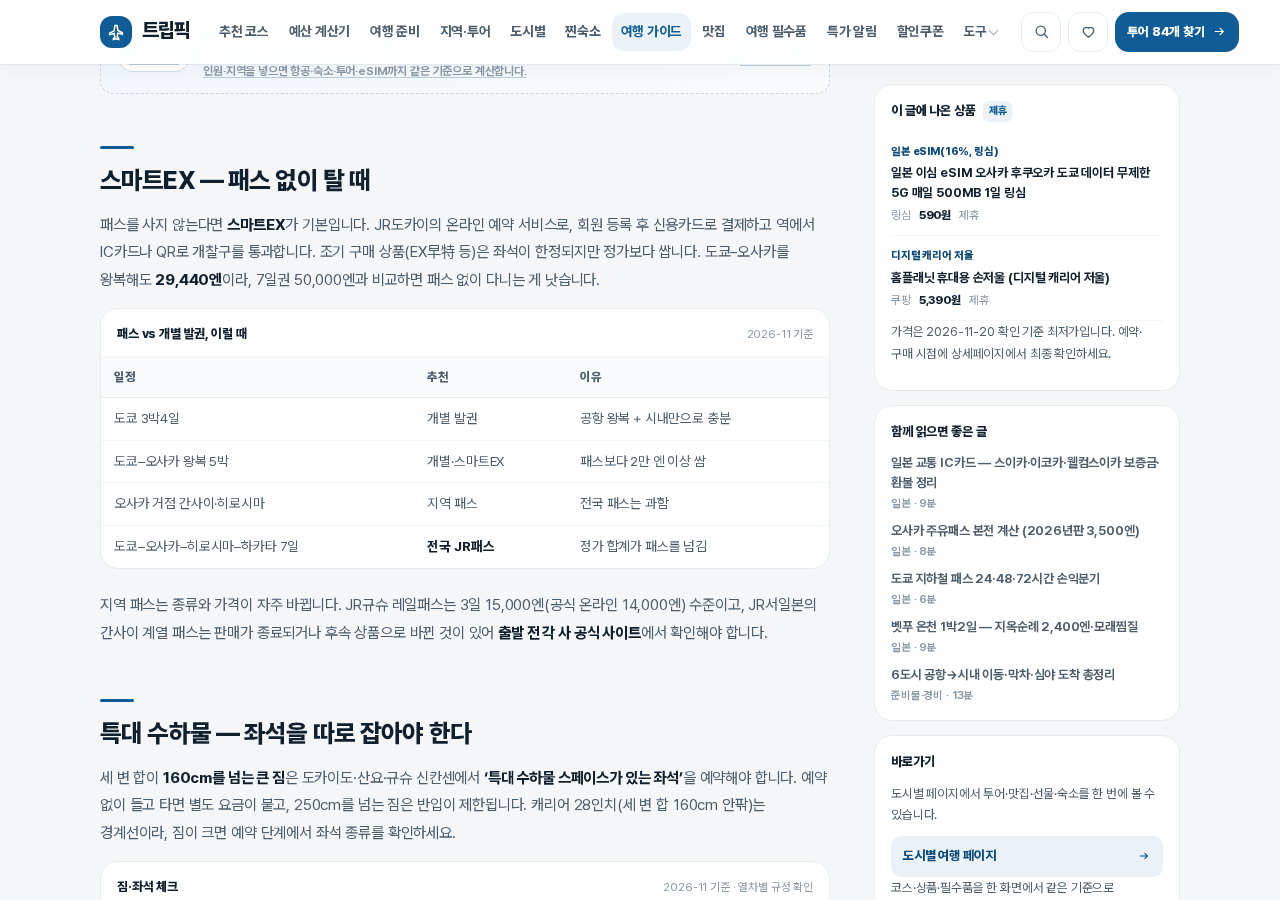 트립픽
추천 코스
예산 계산기
여행 준비
지역·투어
도시별
찐숙소
여행 가이드
맛집
여행 필수품
특가 알림
할인쿠폰
도구
투어 84개 찾기 →
인원·지역을 넣으면 항공·숙소·투어·eSIM까지 같은 기준으로 계산합니다.
스마트EX — 패스 없이 탈 때
패스를 사지 않는다면 스마트EX가 기본입니다. JR도카이의 온라인 예약 서비스로, 회원 등록 후 신용카드로 결제하고 역에서
IC카드나 QR로 개찰구를 통과합니다. 조기 구매 상품(EX早特 등)은 좌석이 한정되지만 정가보다 쌉니다. 도쿄–오사카를
왕복해도 29,440엔이라, 7일권 50,000엔과 비교하면 패스 없이 다니는 게 낫습니다.
패스 vs 개별 발권, 이럴 때
2026-11 기준
일정 추천 이유
도쿄 3박4일 개별 발권 공항 왕복 + 시내만으로 충분
도쿄–오사카 왕복 5박 개별·스마트EX 패스보다 2만 엔 이상 쌈
오사카 거점 간사이·히로시마 지역 패스 전국 패스는 과함
도쿄–오사카–히로시마–하카타 7일 전국 JR패스 정가 합계가 패스를 넘김
지역 패스는 종류와 가격이 자주 바뀝니다. JR규슈 레일패스는 3일 15,000엔(공식 온라인 14,000엔) 수준이고, JR서일본의
간사이 계열 패스는 판매가 종료되거나 후속 상품으로 바뀐 것이 있어 출발 전 각 사 공식 사이트에서 확인해야 합니다.
특대 수하물 — 좌석을 따로 잡아야 한다
세 변 합이 160cm를 넘는 큰 짐은 도카이도·산요·규슈 신칸센에서 ‘특대 수하물 스페이스가 있는 좌석’을 예약해야 합니다. 예약
없이 들고 타면 별도 요금이 붙고, 250cm를 넘는 짐은 반입이 제한됩니다. 캐리어 28인치(세 변 합 160cm 안팎)는
경계선이라, 짐이 크면 예약 단계에서 좌석 종류를 확인하세요.
짐·좌석 체크
2026-11 기준 · 열차별 규정 확인
이 글에 나온 상품 제휴
일본 eSIM(16%, 링심)
일본 이심 eSIM 오사카 후쿠오카 도쿄 데이터 무제한
5G 매일 500MB 1일 링심
링심 590원 제휴
디지털 캐리어 저울
홈플래닛 휴대용 손저울 (디지털 캐리어 저울)
쿠팡 5,390원 제휴
가격은 2026-11-20 확인 기준 최저가입니다. 예약·
구매 시점에 상세페이지에서 최종 확인하세요.
함께 읽으면 좋은 글
일본 교통 IC카드 — 스이카·이코카·웰컴스이카 보증금·
환불 정리
일본 · 9분
오사카 주유패스 본전 계산 (2026년판 3,500엔)
일본 · 8분
도쿄 지하철 패스 24·48·72시간 손익분기
일본 · 6분
벳푸 온천 1박2일 — 지옥순례 2,400엔·모래찜질
일본 · 9분
6도시 공항→시내 이동·막차·심야 도착 총정리
준비물·경비 · 13분
바로가기
도시별 페이지에서 투어·맛집·선물·숙소를 한 번에 볼 수
있습니다.
도시별 여행 페이지 →
코스·상품·필수품을 한 화면에서 같은 기준으로